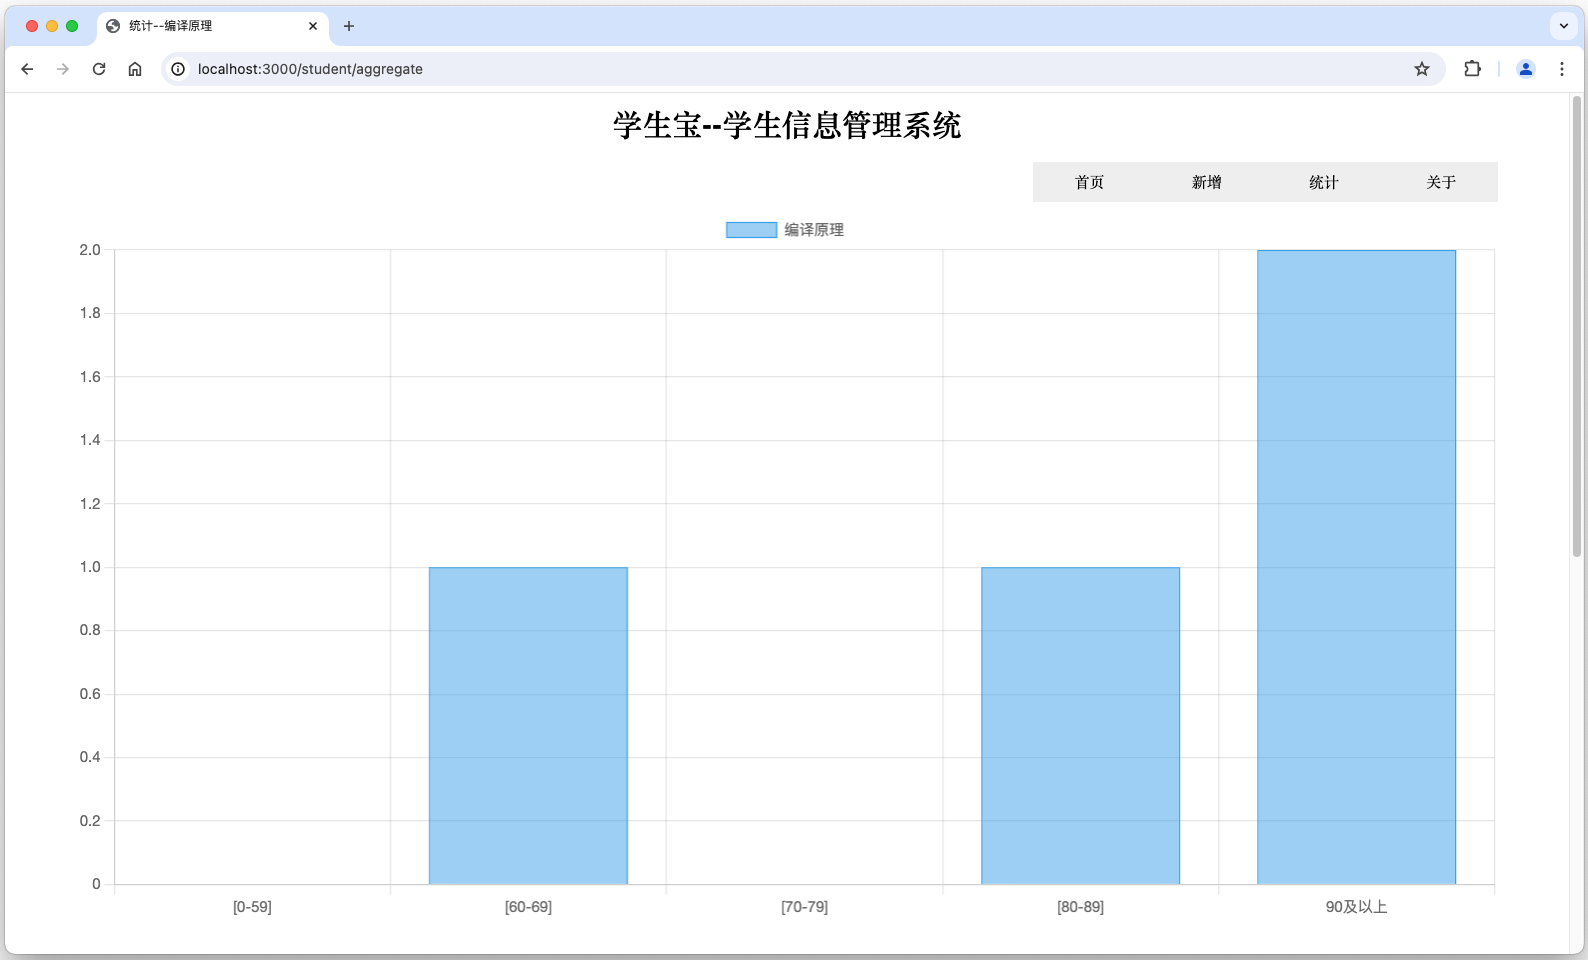 统计--编译原理
localhost:3000/student/aggregate
学生宝--学生信息管理系统
首页 新增 统计 关于
编译原理
2.0
1.8
1.6
1.4
1.2
1.0
0.8
0.6
0.4
0.2
0
[0-59] [60-69] [70-79] [80-89] 90及以上